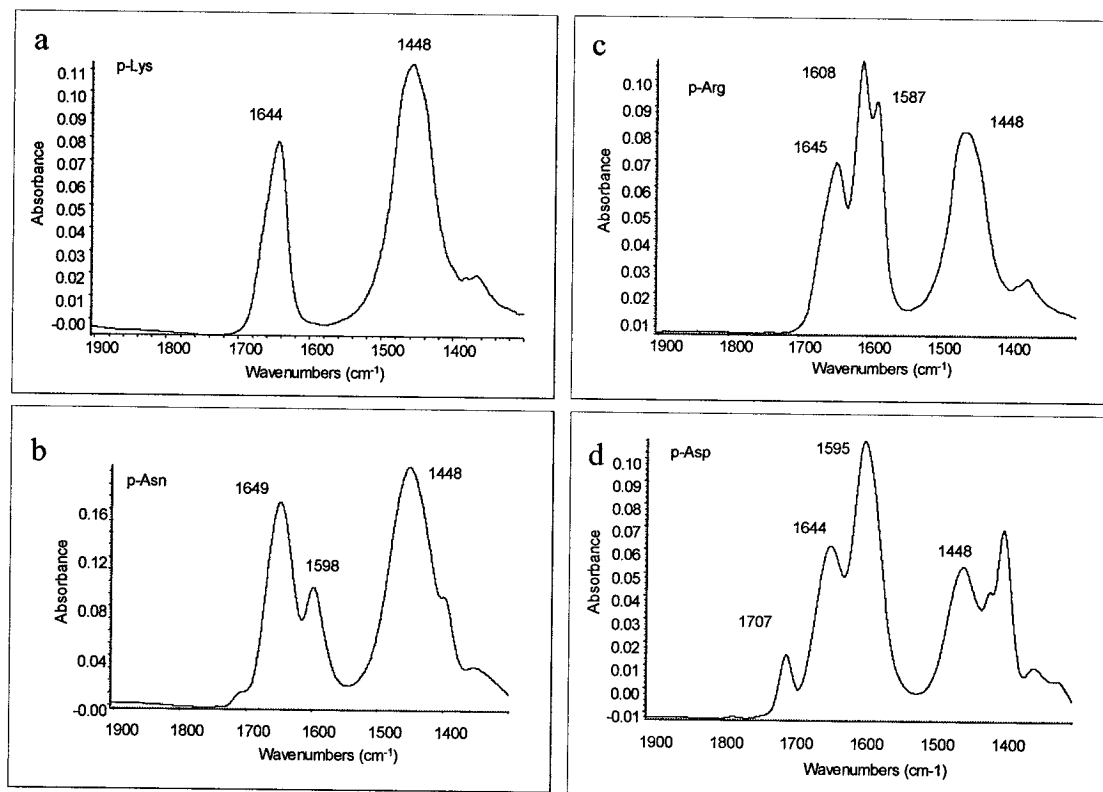 a
p-Lys
1644
1448
0.11
0.10
0.09
0.08
0.07
0.06
0.05
0.04
0.03
0.02
0.01
-0.00
Absorbance
1900 1800 1700 1600 1500 1400
Wavenumbers (cm-1)
c
p-Arg
1645
1608
1587
1448
0.10
0.09
0.08
0.07
0.06
0.05
0.04
0.03
0.02
0.01
Absorbance
1900 1800 1700 1600 1500 1400
Wavenumbers (cm-1)
b
p-Asn
1649
1598
1448
0.16
0.12
0.08
0.04
-0.00
Absorbance
1900 1800 1700 1600 1500 1400
Wavenumbers (cm-1)
d
p-Asp
1707
1644
1595
1448
0.10
0.09
0.08
0.07
0.06
0.05
0.04
0.03
0.02
0.01
0.00
-0.01
Absorbance
1900 1800 1700 1600 1500 1400
Wavenumbers (cm-1)